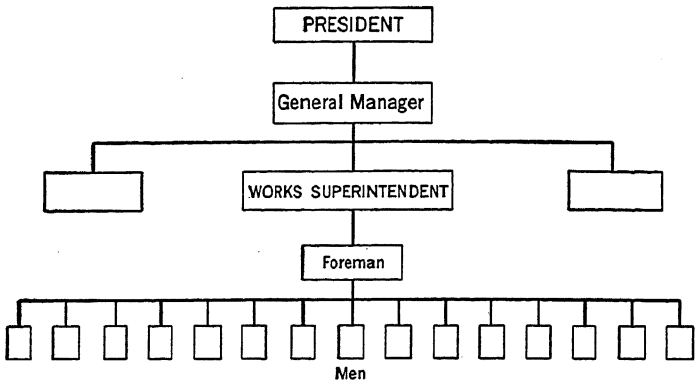 PRESIDENT
General Manager
WORKS SUPERINTENDENT
Foreman
Men